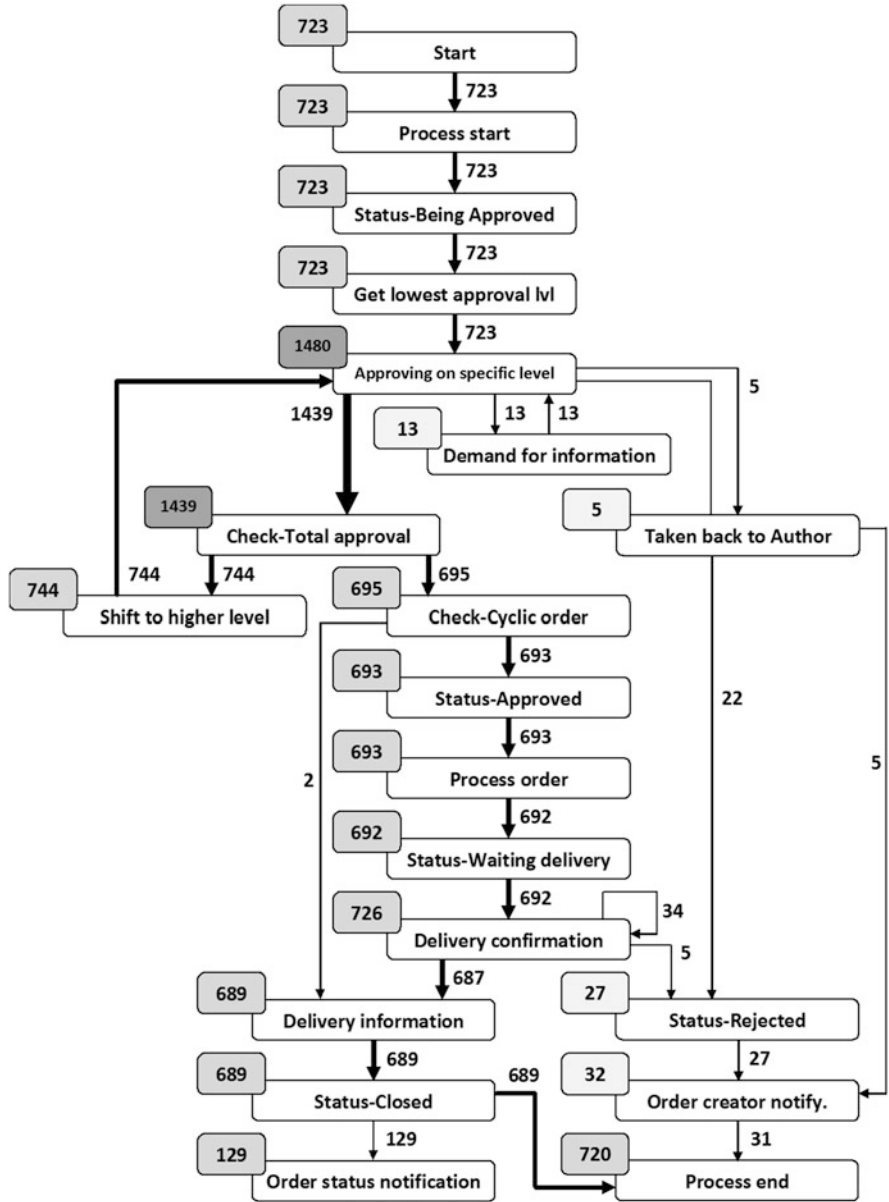 723
Start
723
723
Process start
723
723
Status-Being Approved
723
723
Get lowest approval lvl
723
1480
Approving on specific level
5
1439
13
13
13
Demand for information
1439
Check-Total approval
5
Taken back to Author
744
744
695
744
Shift to higher level
695
Check-Cyclic order
693
693
Status-Approved
22
693
5
693
Process order
2
692
692
Status-Waiting delivery
692
726
34
Delivery confirmation
5
687
689
Delivery information
27
Status-Rejected
689
27
689
Status-Closed
689
32
Order creator notify.
129
31
129
Order status notification
720
Process end